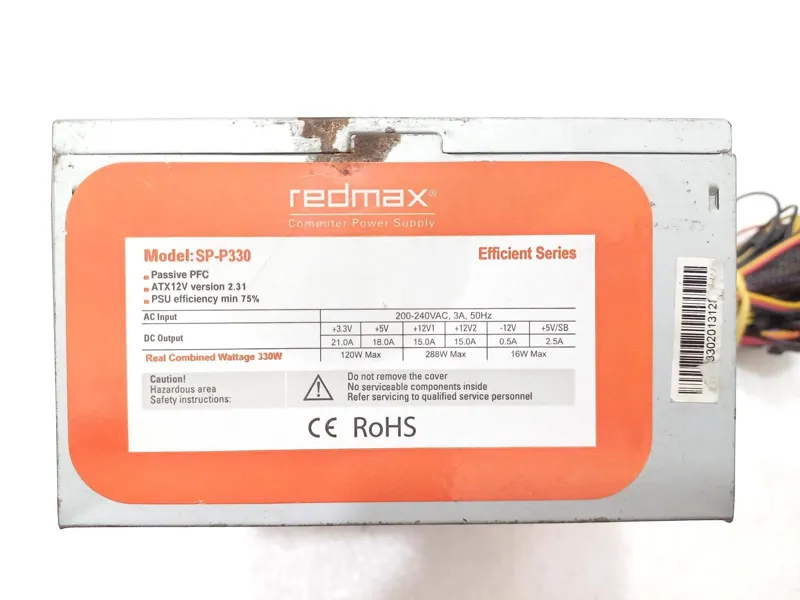 redmax®
Computer Power Supply
Model: SP-P330
Efficient Series
Passive PFC
ATX12V version 2.31
PSU efficiency min 75%
AC Input 200-240VAC, 3A, 50Hz
DC Output +3.3V +5V +12V1 +12V2 -12V +5V/SB
21.0A 18.0A 15.0A 15.0A 0.5A 2.5A
Real Combined Wattage 330W 120W Max 288W Max 16W Max
Caution!
Hazardous area
Safety instructions:
Do not remove the cover
No serviceable components inside
Refer servicing to qualified service personnel
CE RoHS